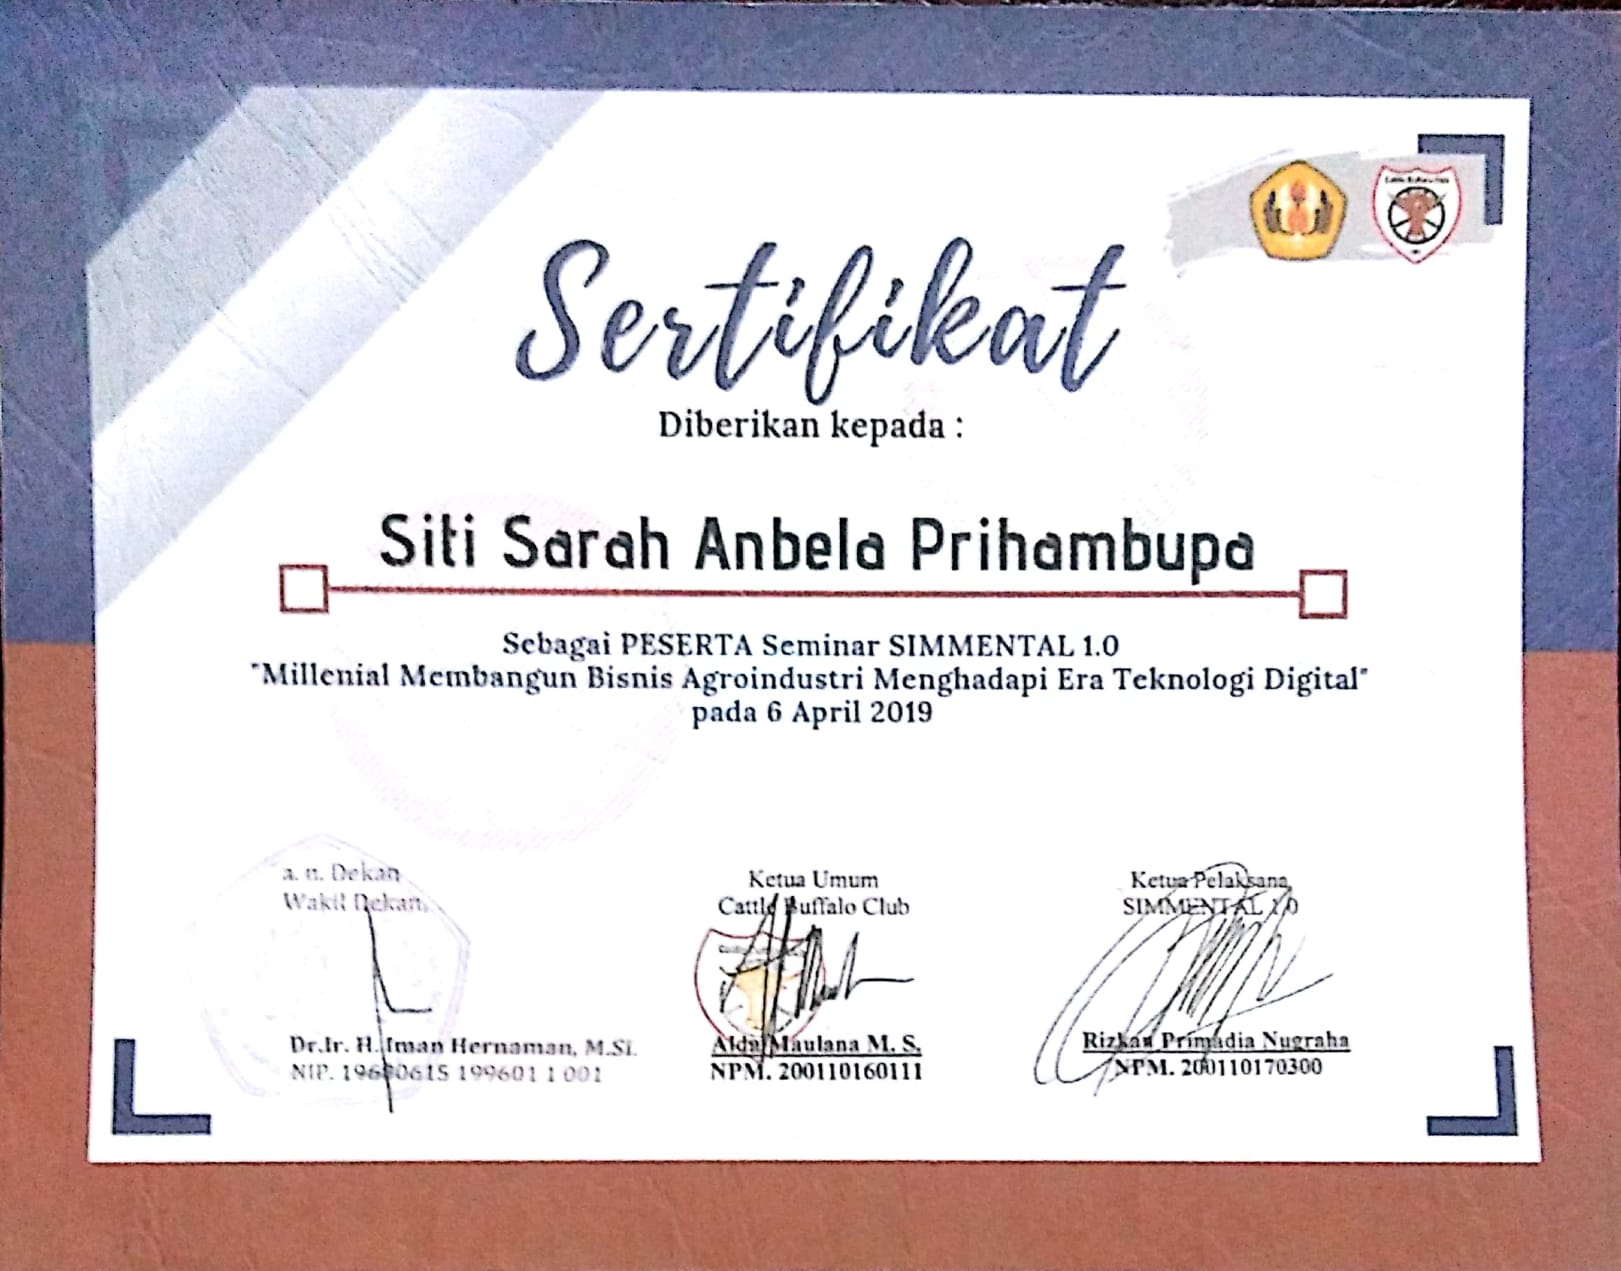 Sertifikat
Diberikan kepada :
Siti Sarah Anbela Prihambupa
Sebagai PESERTA Seminar SIMMENTAL 1.0
"Millenial Membangun Bisnis Agroindustri Menghadapi Era Teknologi Digital"
pada 6 April 2019
a. n. Dekan
Wakil Dekan,
Dr.Ir. H. Iman Hernaman, M.Si.
NIP. 19680615 199601 1 001
Ketua Umum
Cattle Buffalo Club
Alda Maulana M. S.
NPM. 200110160111
Ketua Pelaksana
SIMMENTAL 1.0
Rizkan Primadia Nugraha
NPM. 200110170300